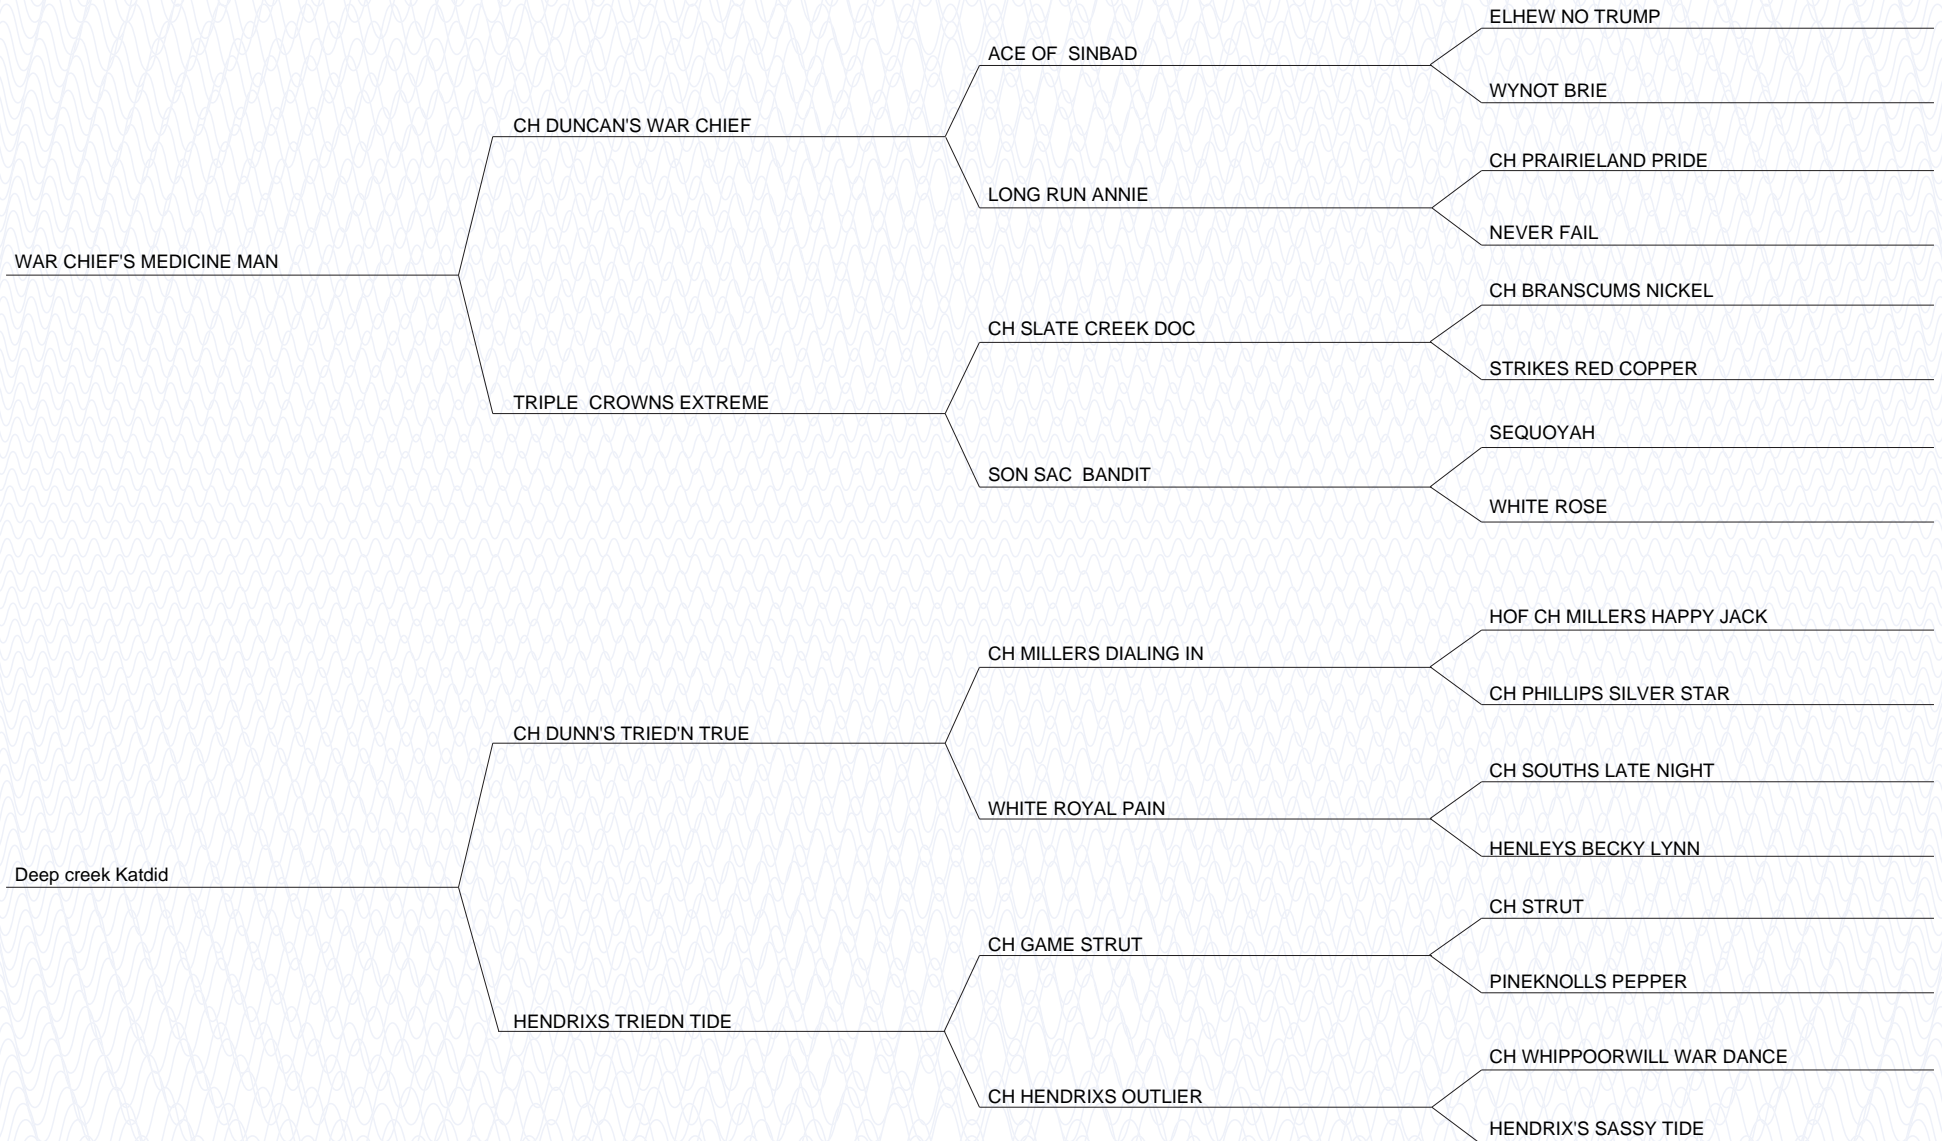 ELHEW NO TRUMP
ACE OF  SINBAD
WYNOT BRIE
CH DUNCAN'S WAR CHIEF
CH PRAIRIELAND PRIDE
LONG RUN ANNIE
NEVER FAIL
WAR CHIEF'S MEDICINE MAN
CH BRANSCUMS NICKEL
CH SLATE CREEK DOC
STRIKES RED COPPER
TRIPLE  CROWNS EXTREME
SEQUOYAH
SON SAC  BANDIT
WHITE ROSE
HOF CH MILLERS HAPPY JACK
CH MILLERS DIALING IN
CH PHILLIPS SILVER STAR
CH DUNN'S TRIED'N TRUE
CH SOUTHS LATE NIGHT
WHITE ROYAL PAIN
HENLEYS BECKY LYNN
Deep creek Katdid
CH STRUT
CH GAME STRUT
PINEKNOLLS PEPPER
HENDRIXS TRIEDN TIDE
CH WHIPPOORWILL WAR DANCE
CH HENDRIXS OUTLIER
HENDRIX'S SASSY TIDE